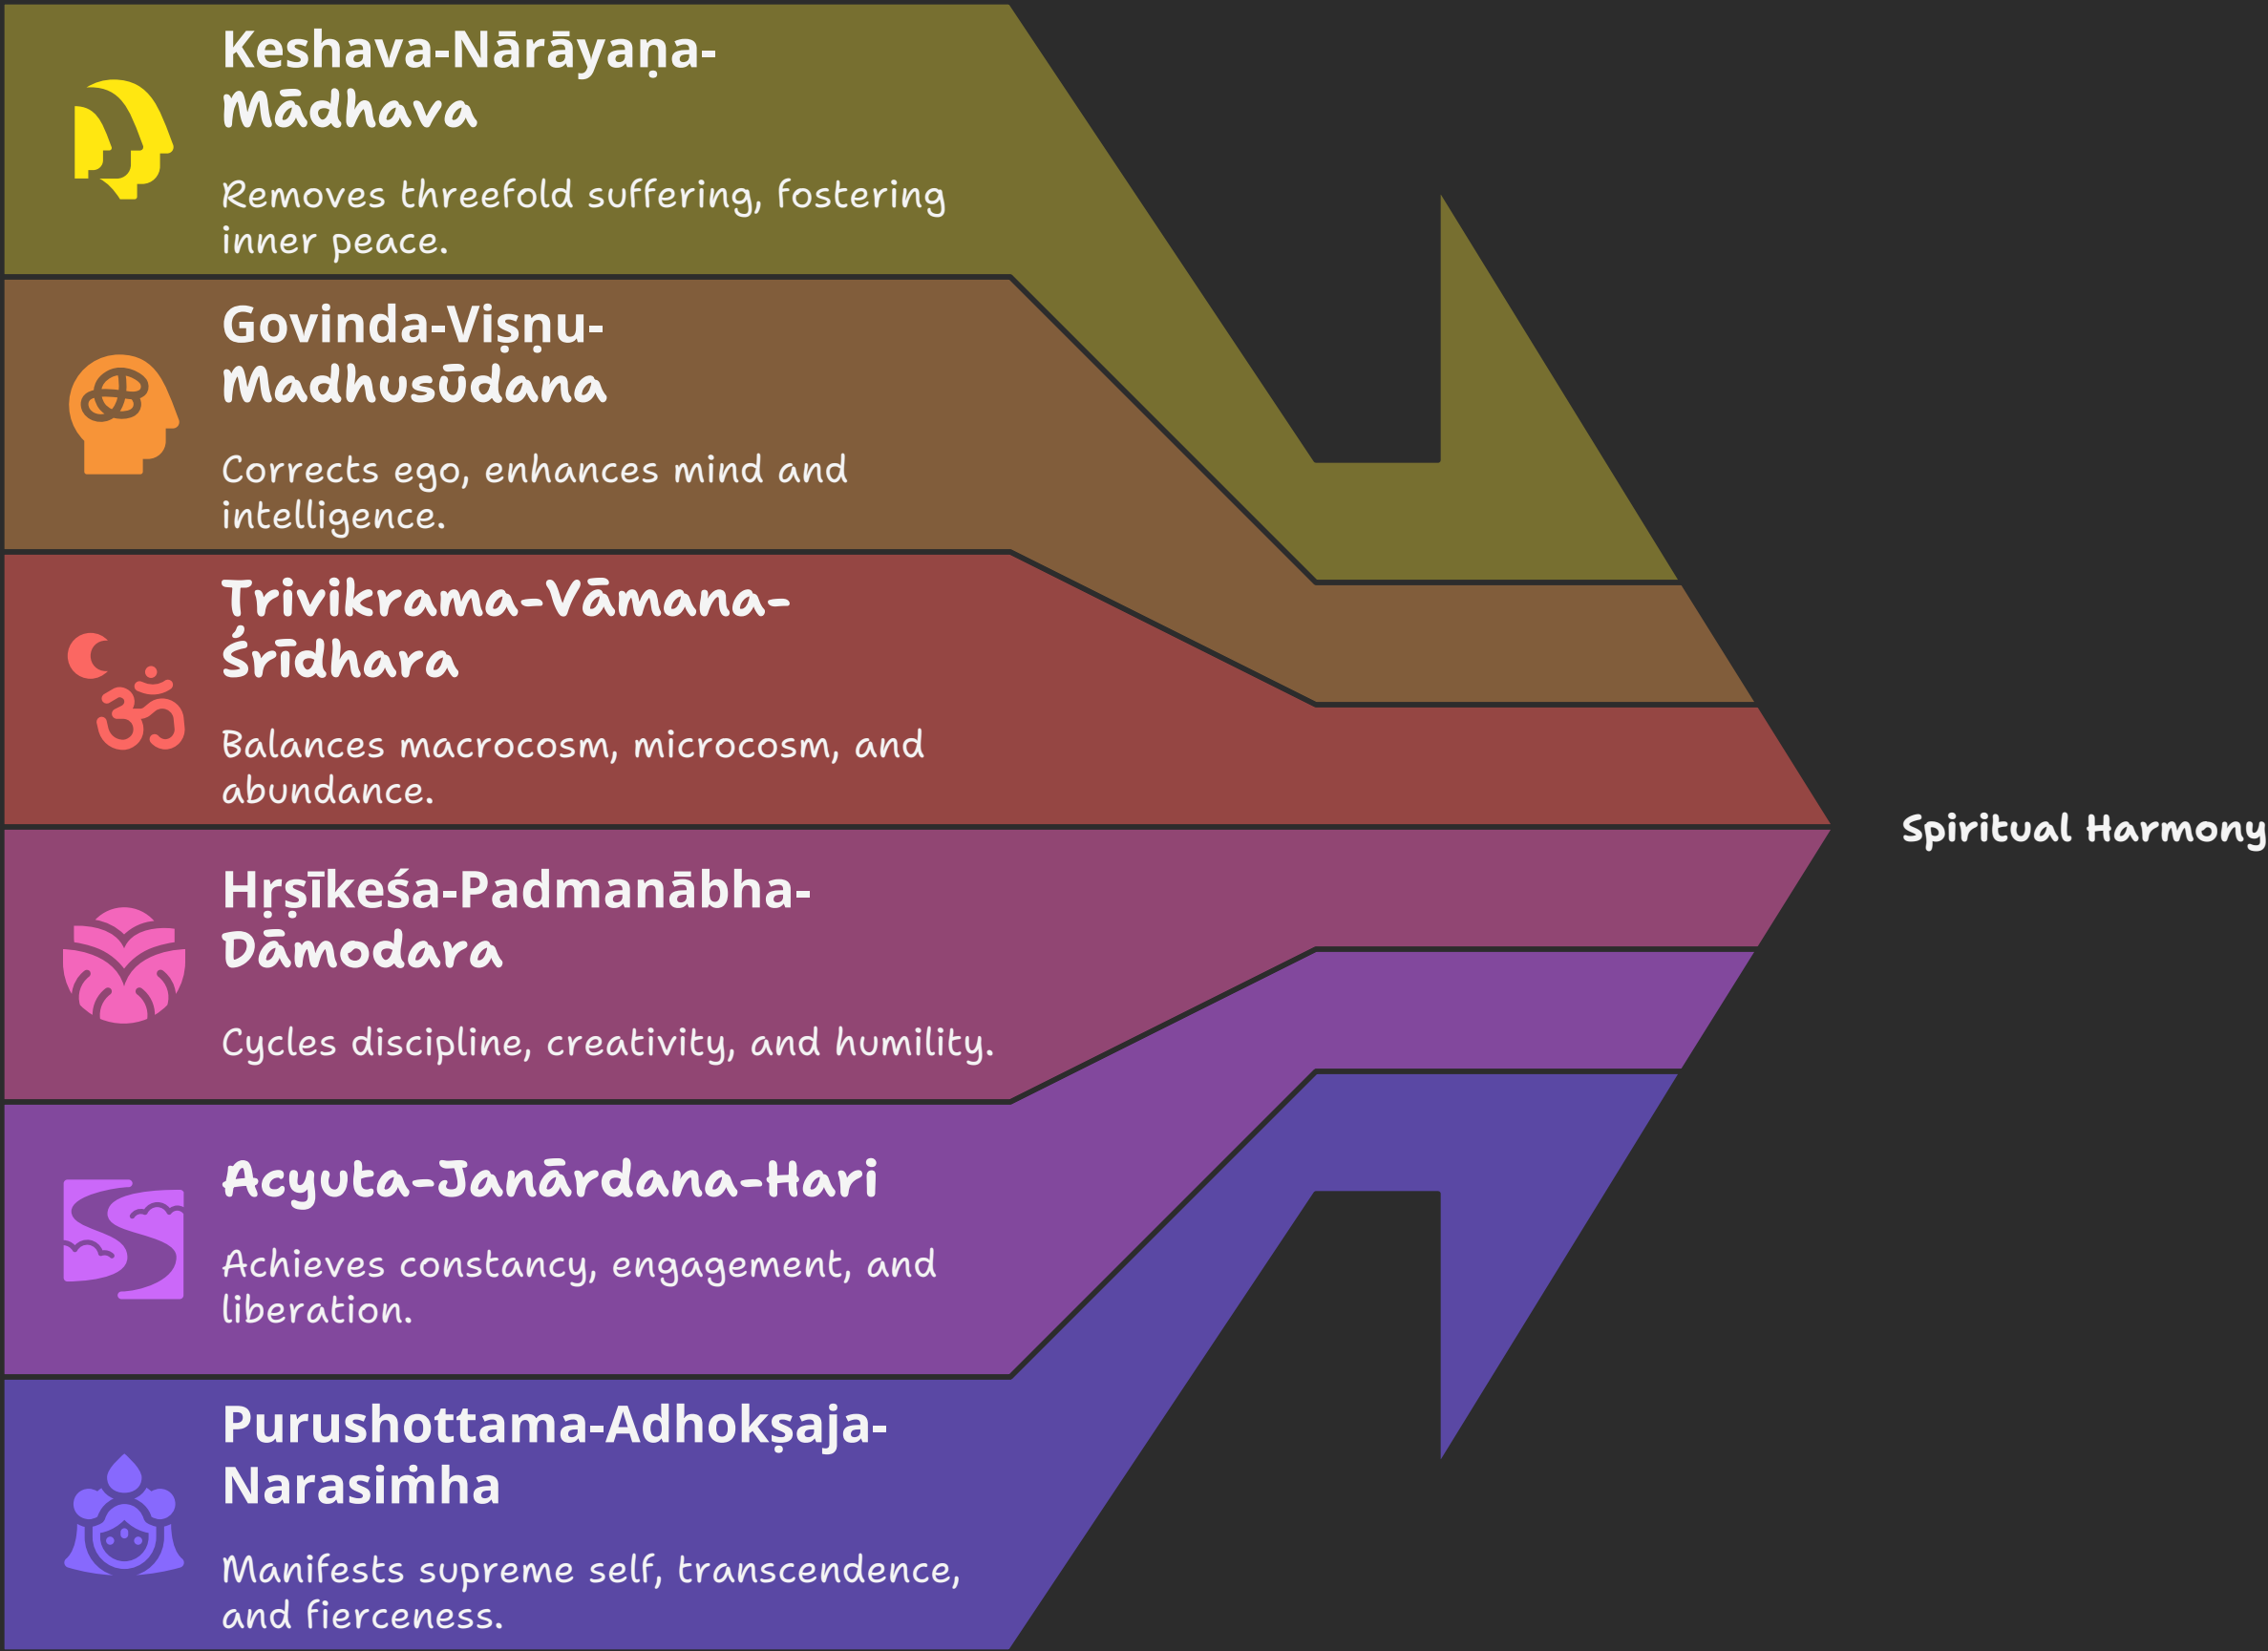 Keshava-Nārāyaṇa-
Mādhava
Removes threefold suffering, fostering
inner peace.
Govinda-Viṣṇu-
Madhusūdana
Corrects ego, enhances mind and
intelligence.
Trivikrama-Vāmana-
Śrīdhara
Balances macrocosm, microcosm, and
abundance.
Spiritual Harmony
Hṛṣīkeśa-Padmanābha-
Dāmodara
Cycles discipline, creativity, and humility.
Acyuta-Janārdana-Hari
Achieves constancy, engagement, and
liberation.
Purushottama-Adhokṣaja-
Narasiṁha
Manifests supreme self, transcendence,
and fierceness.